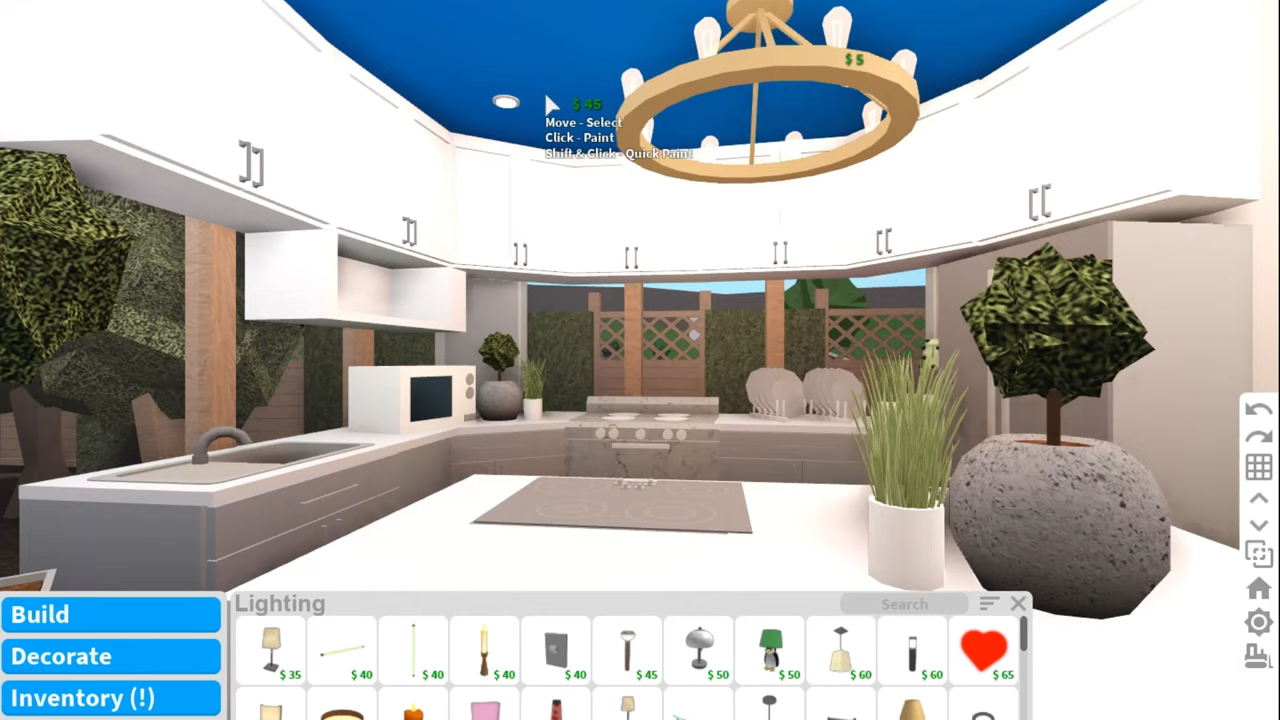 $ 5
$ 45
Move - Select
Click - Paint
Shift & Click - Quick Paint
Build
Decorate
Inventory (!)
Lighting
Search
$ 35
$ 40
$ 40
$ 40
$ 40
$ 45
$ 50
$ 50
$ 60
$ 60
$ 65